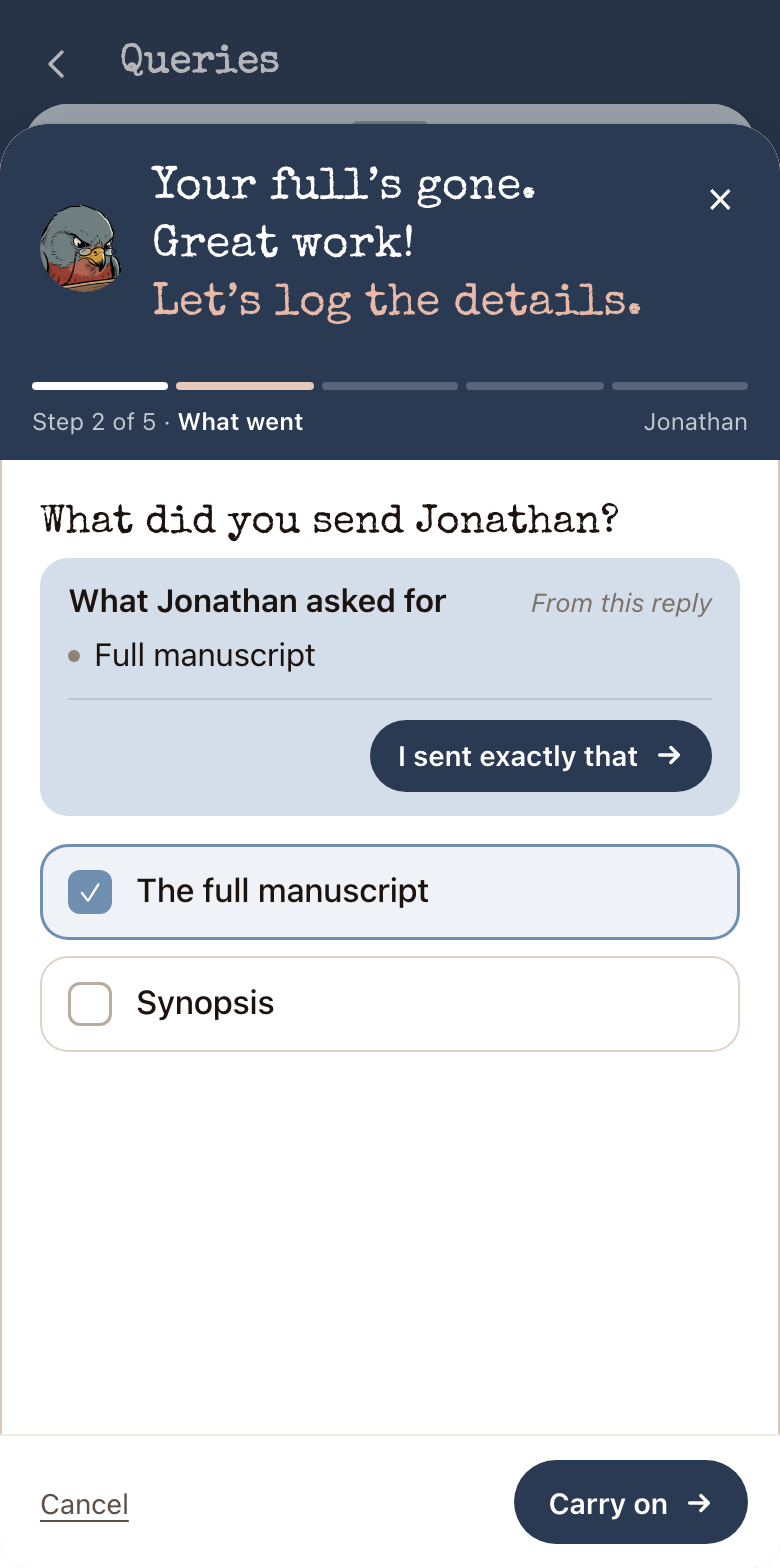 Queries
Your full’s gone.
Great work!
Let’s log the details.
Step 2 of 5 · What went
Jonathan
What did you send Jonathan?
What Jonathan asked for
From this reply
Full manuscript
I sent exactly that →
The full manuscript
Synopsis
Cancel
Carry on →